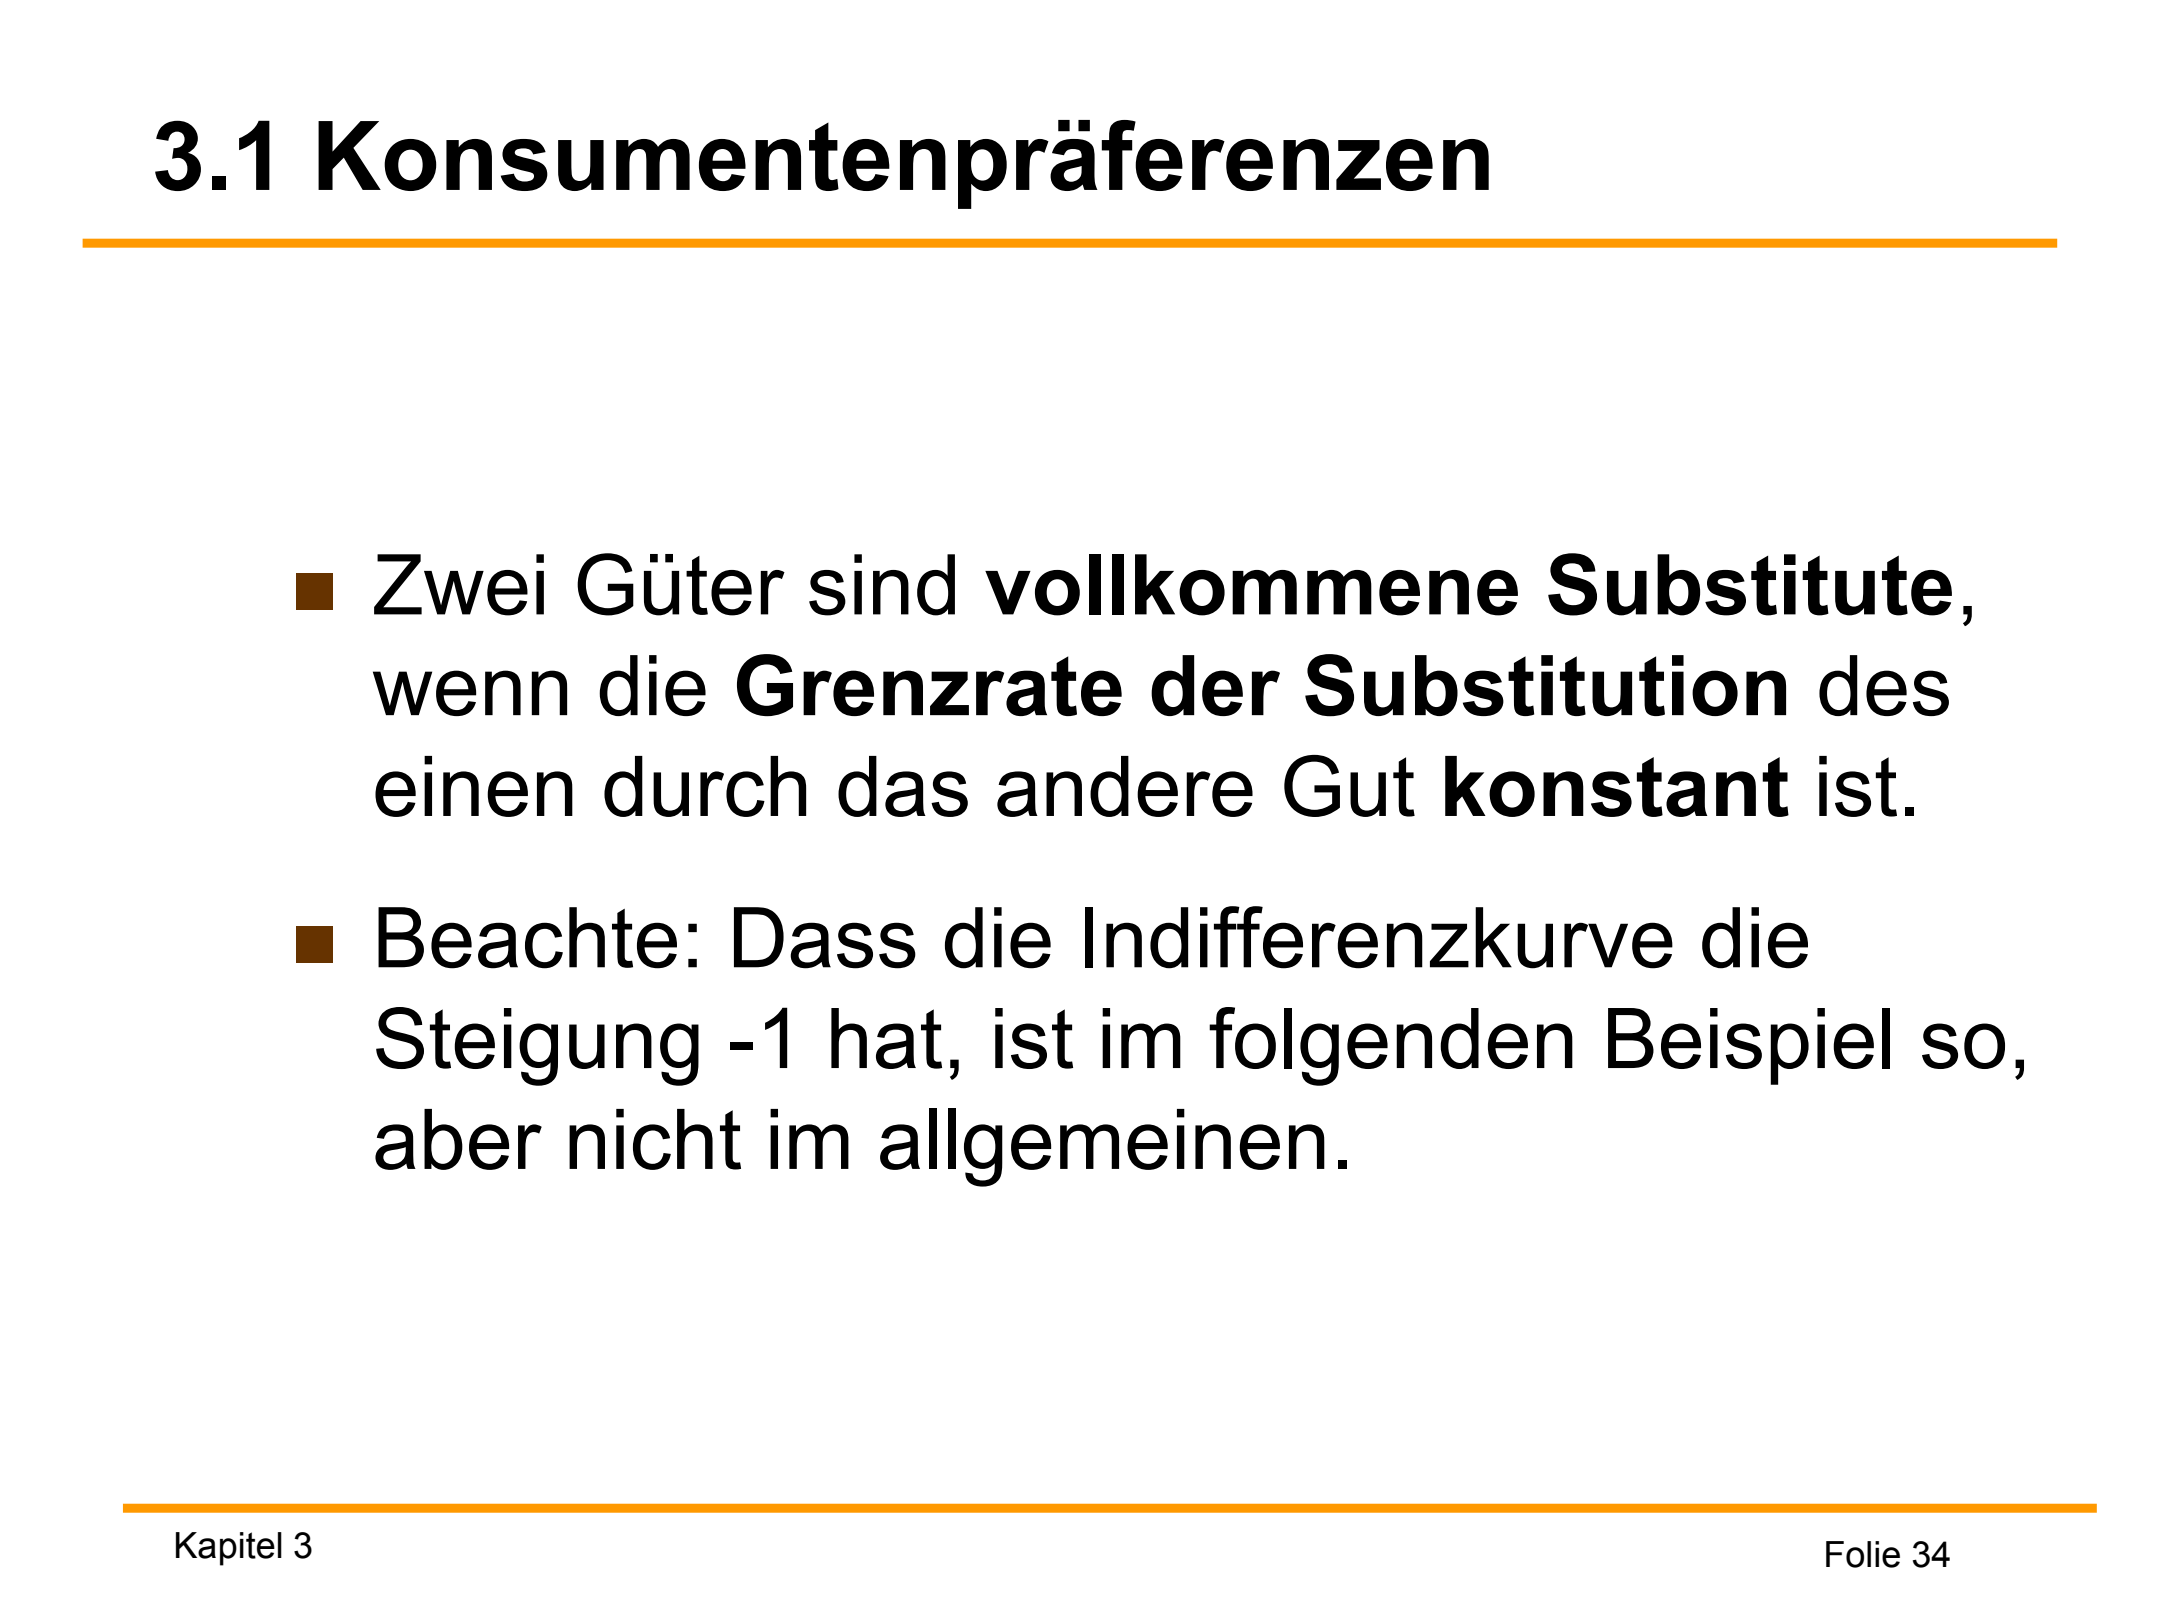 3.1 Konsumentenpräferenzen
Zwei Güter sind vollkommene Substitute,
wenn die Grenzrate der Substitution des
einen durch das andere Gut konstant ist.
Beachte: Dass die Indifferenzkurve die
Steigung -1 hat, ist im folgenden Beispiel so,
aber nicht im allgemeinen.
Kapitel 3
Folie 34